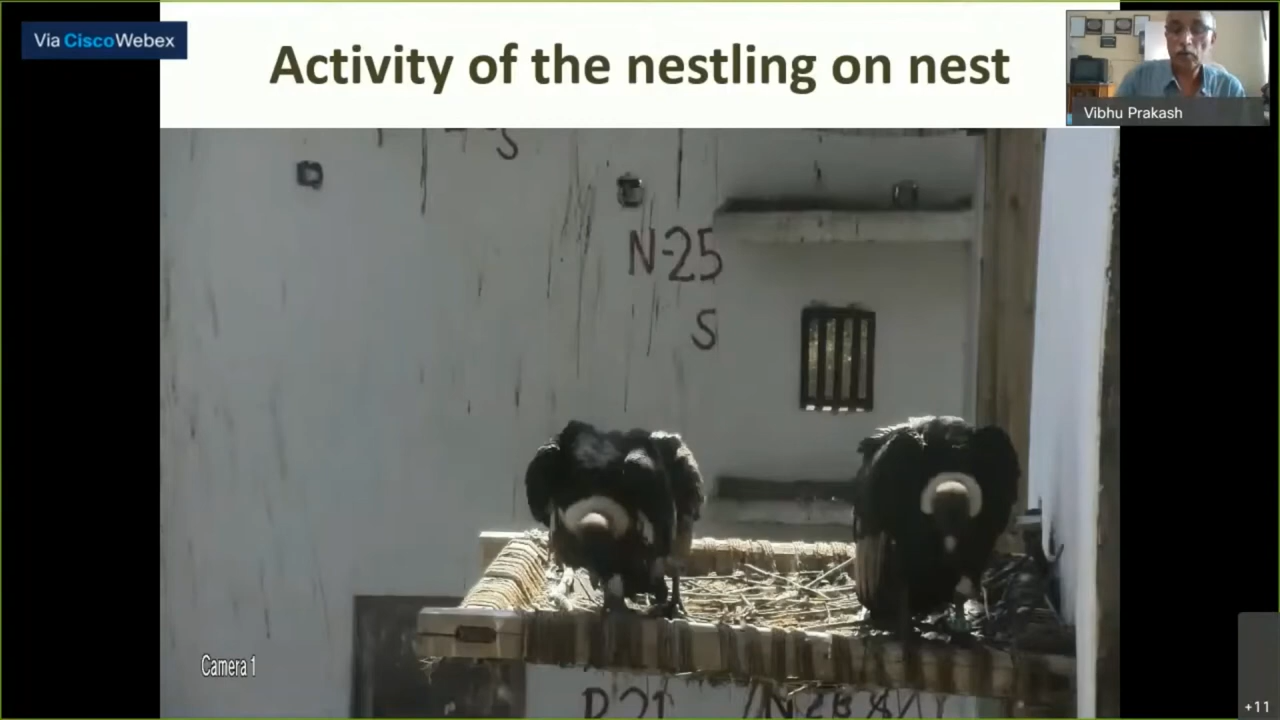 Via CiscoWebex
Activity of the nestling on nest
Vibhu Prakash
S
N-25
S
Camera 1
+11